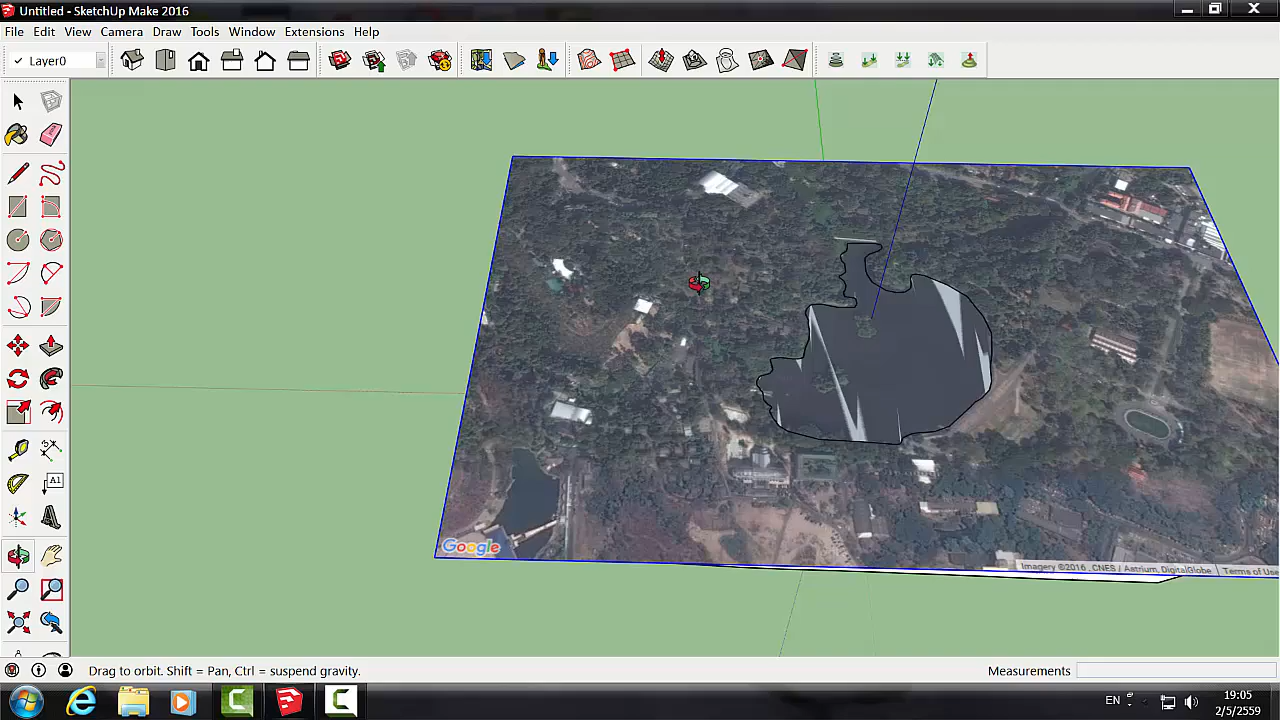 Untitled - SketchUp Make 2016
File Edit View Camera Draw Tools Window Extensions Help
Layer0
A1
Google
Imagery ©2016 , CNES / Astrium, DigitalGlobe
Terms of Use
Drag to orbit. Shift = Pan, Ctrl = suspend gravity.
Measurements
EN
19:05
2/5/2559